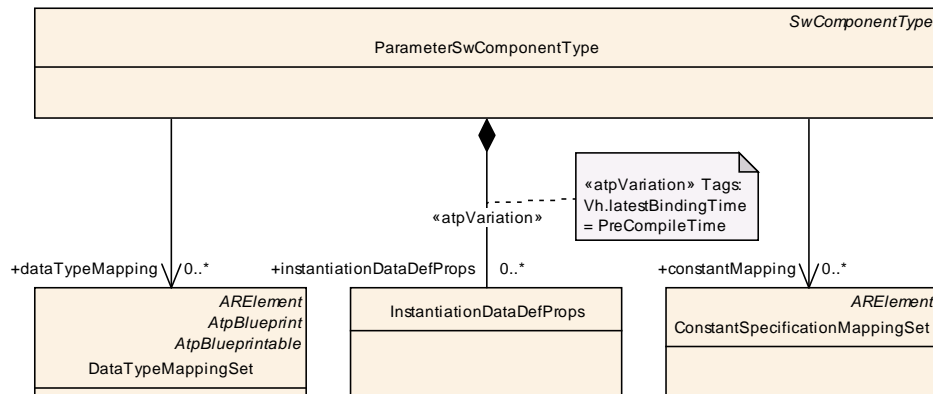 SwComponentType
ParameterSwComponentType
«atpVariation» Tags:
Vh.latestBindingTime
= PreCompileTime
«atpVariation»
+dataTypeMapping 0..*
+instantiationDataDefProps 0..*
+constantMapping 0..*
ARElement
AtpBlueprint
AtpBlueprintable
DataTypeMappingSet
InstantiationDataDefProps
ARElement
ConstantSpecificationMappingSet